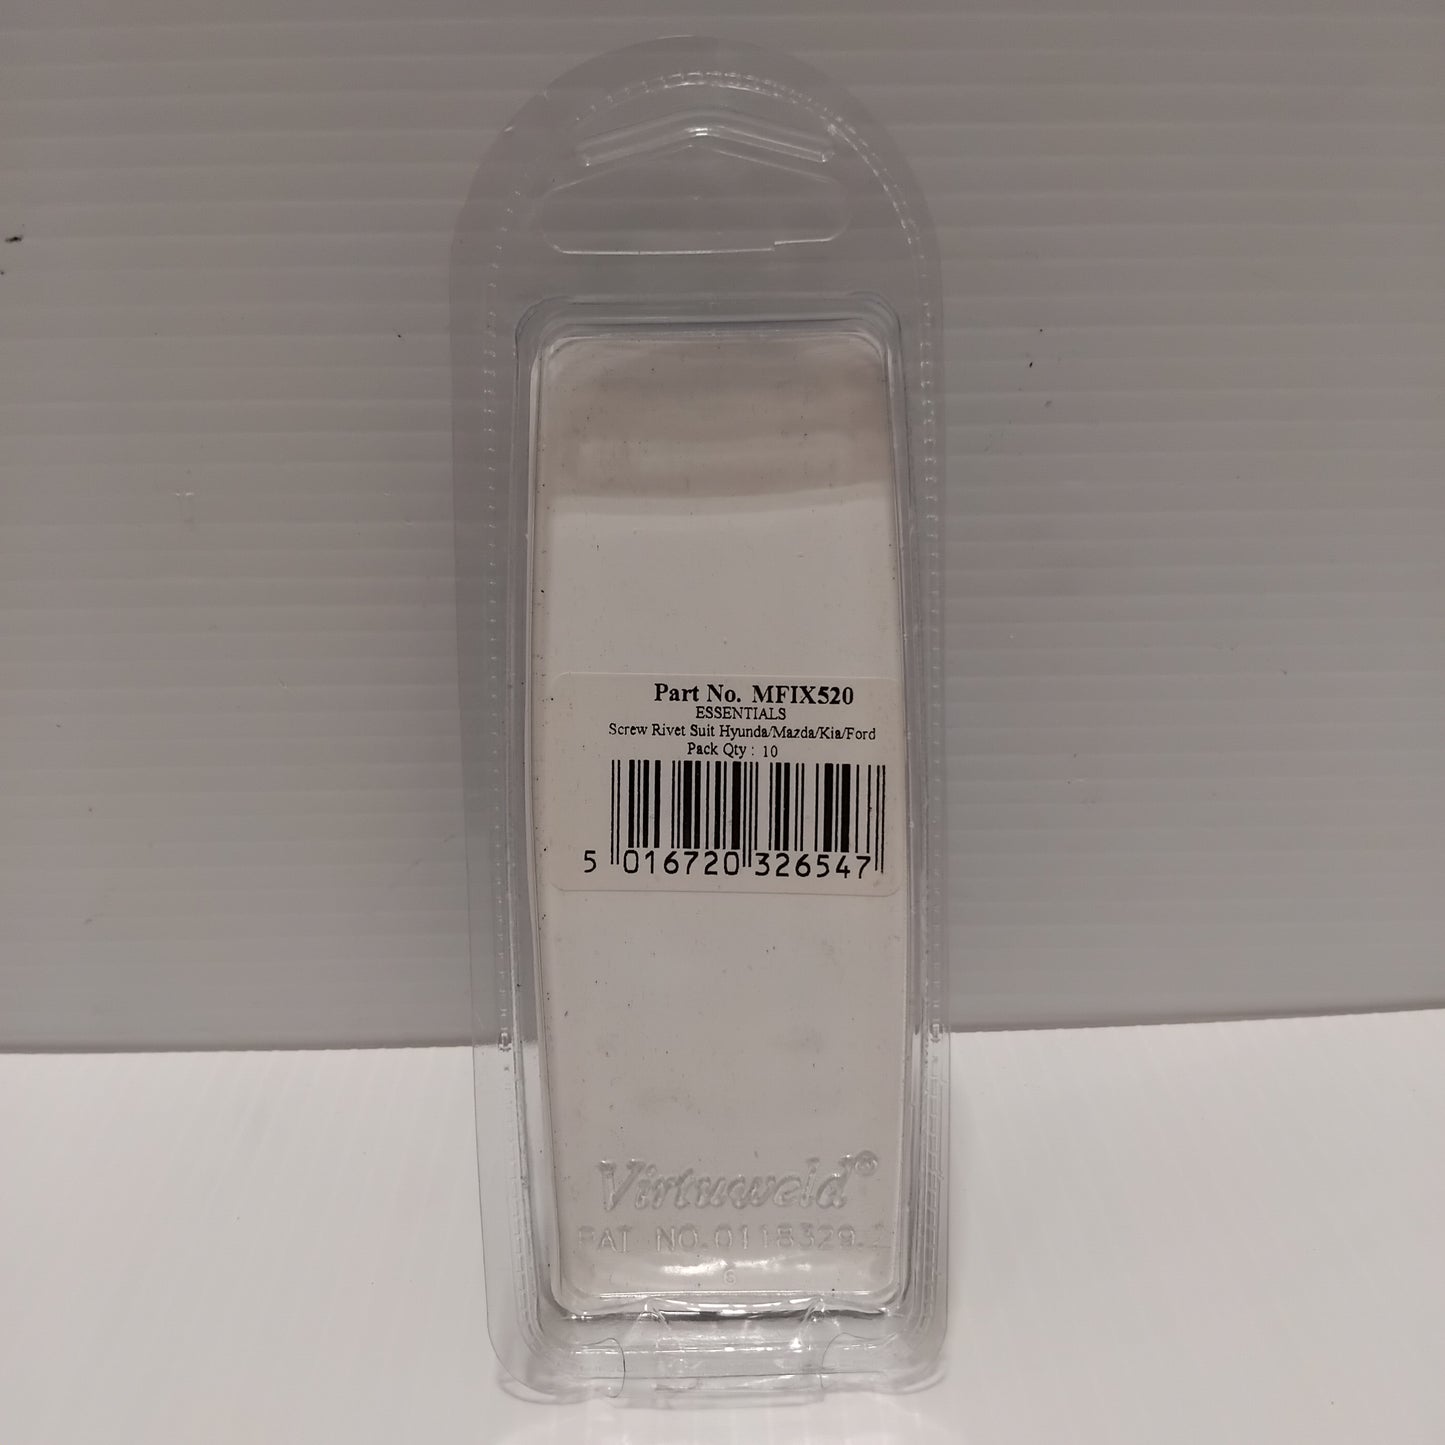 Part No. MFIX520
ESSENTIALS
Screw Rivet Suit Hyunda/Mazda/Kia/Ford
Pack Qty : 10
5 016720 326547
Virtuweld®
PAT NO. 0118329.2
6